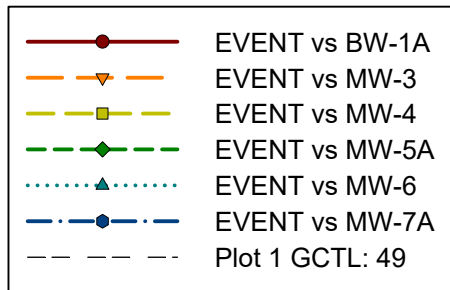 EVENT vs BW-1A
EVENT vs MW-3
EVENT vs MW-4
EVENT vs MW-5A
EVENT vs MW-6
EVENT vs MW-7A
Plot 1 GCTL: 49